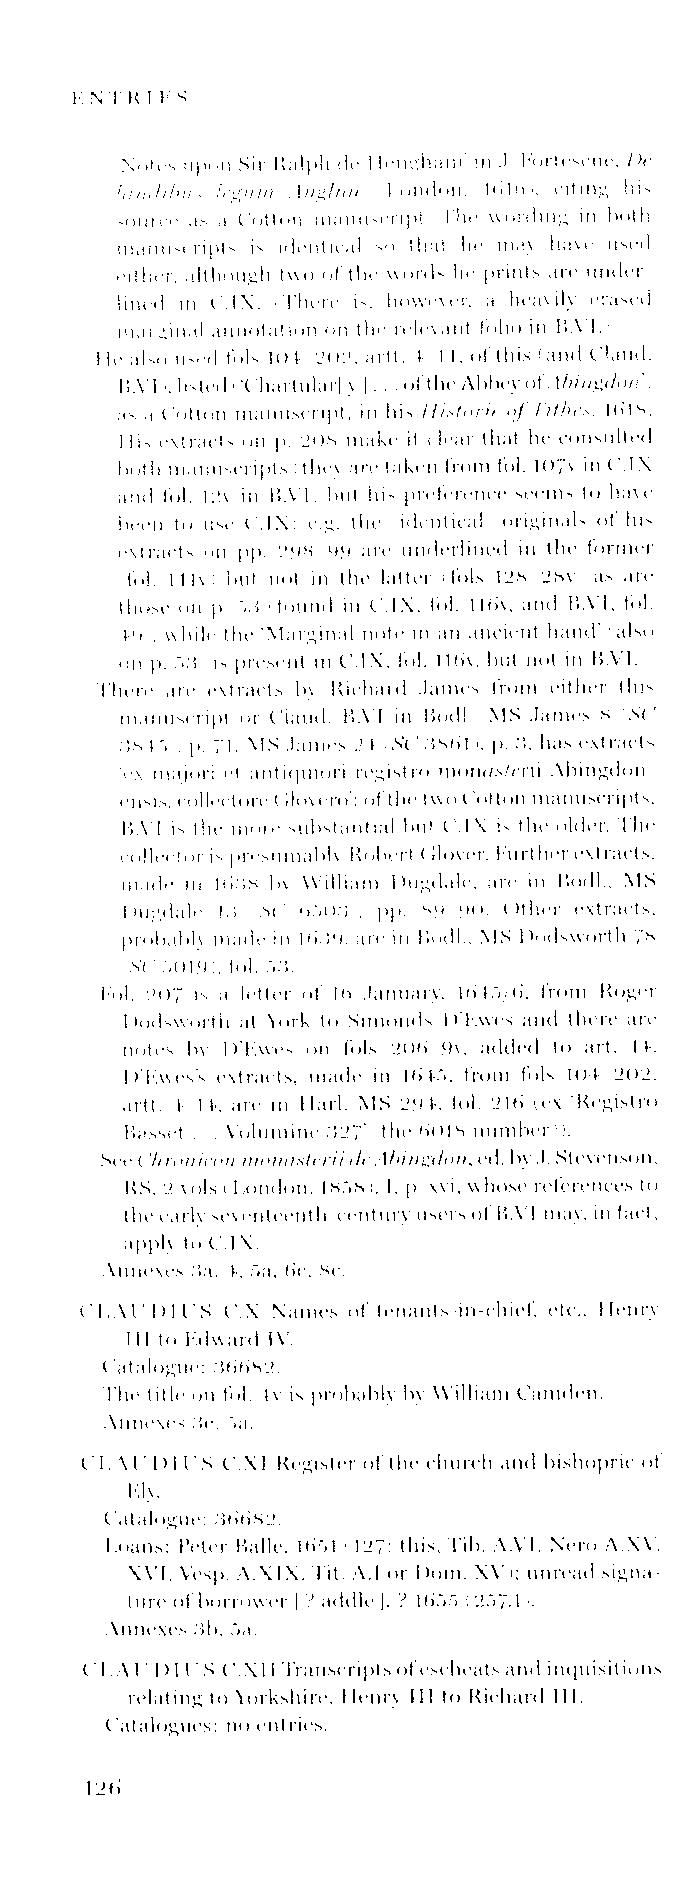 ENTRIES
Notes upon Sir Ralph de Hengham' in J. Fortescue, De
laudibus legum Angliae (London, 1616), citing his
source as a Cotton manuscript. The wording in both
manuscripts is identical so that he may have used
either, although two of the words he prints are under-
lined in C.IX. (There is, however, a heavily erased
marginal annotation on the relevant folio in B.VI.)
He also used fols 104–202, artt. 4–14, of this (and Claud.
B.VI), listed ('Chartular[y] . . . of the Abbey of Abingdon',
as a Cotton manuscript, in his Historie of Tithes, 1618.
His extracts on p. 208 make it clear that he consulted
both manuscripts (they are taken from fol. 107v in C.IX
and fol. 12v in B.VI) but his preference seems to have
been to use C.IX: e.g. the (identical) originals of his
extracts on pp. 298–99 are underlined in the former
(fol. 144v) but not in the latter (fols 128–28v) as are
those on p. 53 (found in C.IX, fol. 116v, and B.VI, fol.
, while the 'Marginal note in an ancient hand' (also
on p. 53) is present in C.IX, fol. 116v, but not in B.VI.
There are extracts by Richard James from either this
manuscript or Claud. B.VI in Bodl., MS James 8 (SC
3845), p. 71. MS James 24 (SC 3861), p. 3, has extracts
'ex majori et antiquiori registro monasterii Abingdon-
ensis, collectore Glovero': of the two Cotton manuscripts,
B.VI is the more substantial but C.IX is the older. The
collector is presumably Robert Glover. Further extracts,
made in 1638 by William Dugdale, are in Bodl., MS
Dugdale 13 (SC 6503), pp. 89–90. Other extracts,
probably made in 1639, are in Bodl., MS Dodsworth 78
(SC 5019), fol. 53.
Fol. 207 is a letter of 16 January, 1645/6, from Roger
Dodsworth at York to Simonds D'Ewes and there are
notes by D'Ewes on fols 206–9v, added to art. 14.
D'Ewes's extracts, made in 1645, from fols 104–202,
artt. 4–14, are in Harl. MS 294, fol. 216 (ex 'Registro
Basset . . . Volumine 327' (the 6018 number?).
See Chronicon monasterii de Abingdon, ed. by J. Stevenson,
RS, 2 vols (London, 1858), I, p. xvi, whose references to
the early seventeenth-century users of B.VI may, in fact,
apply to C.IX.
Annexes 3a, 4, 5a, 6c, 8c.
CLAUDIUS C.X Names of tenants-in-chief, etc., Henry
III to Edward IV.
Catalogue: 36682.
The title on fol. 4v is probably by William Camden.
Annexes 3e, 5a.
CLAUDIUS C.XI Register of the church and bishopric of
Ely.
Catalogue: 36682.
Loans: Peter Balle, 1651 (127: this, Tib. A.VI, Nero A.XV,
XVI, Vesp. A.XIX, Tit. A.I or Dom. XV); unread signa-
ture of borrower [?addle], ?1655 (257.1).
Annexes 3b, 5a.
CLAUDIUS C.XII Transcripts of escheats and inquisitions
relating to Yorkshire, Henry III to Richard III.
Catalogues: no entries.
126